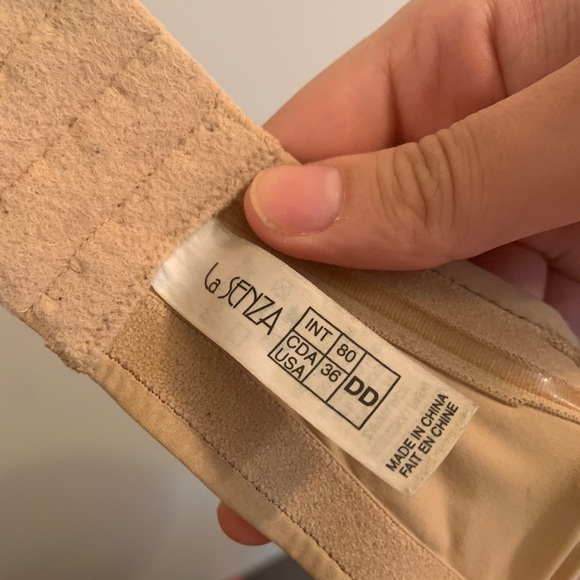 La SENZA
INT 80
CDA USA 36 DD
MADE IN CHINA
FAIT EN CHINE